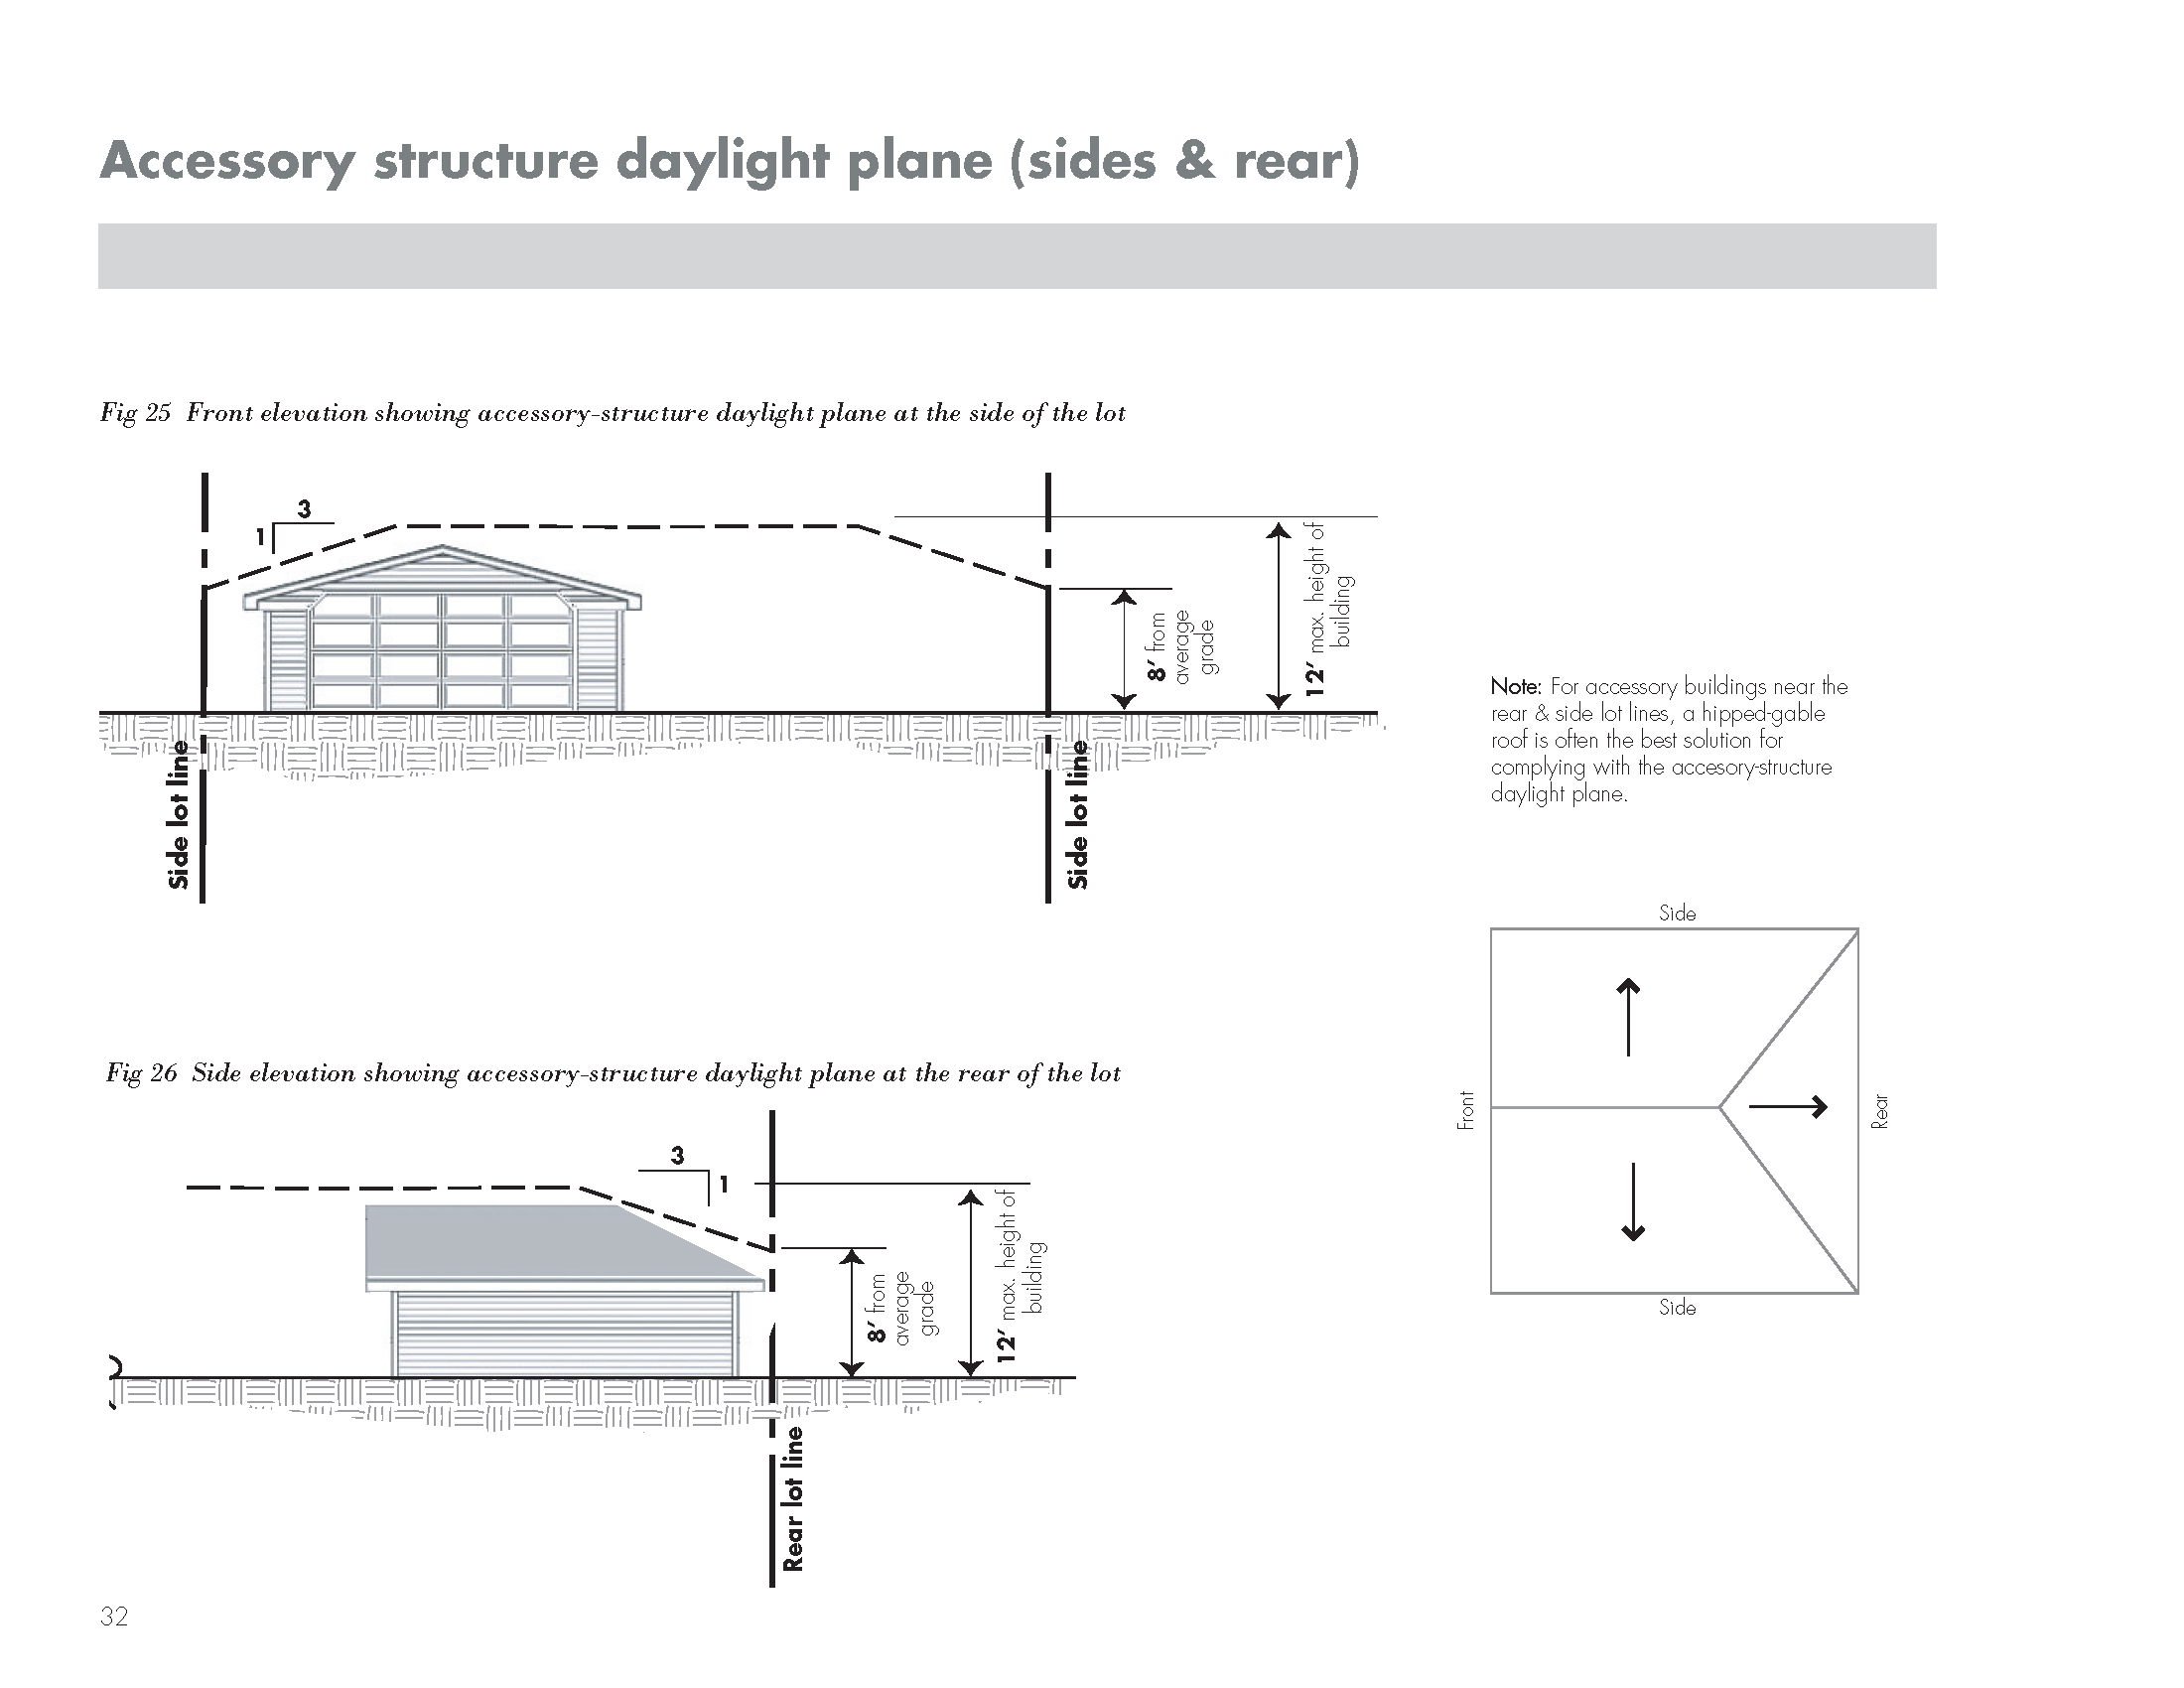 Accessory structure daylight plane (sides & rear)
Fig 25  Front elevation showing accessory-structure daylight plane at the side of the lot
3
1
8′ from
average
grade
12′ max. height of
building
Side lot line
Side lot line
Note: For accessory buildings near the
rear & side lot lines, a hipped-gable
roof is often the best solution for
complying with the accesory-structure
daylight plane.
Side
Front
Rear
Side
Fig 26  Side elevation showing accessory-structure daylight plane at the rear of the lot
3
1
8′ from
average
grade
12′ max. height of
building
Rear lot line
32